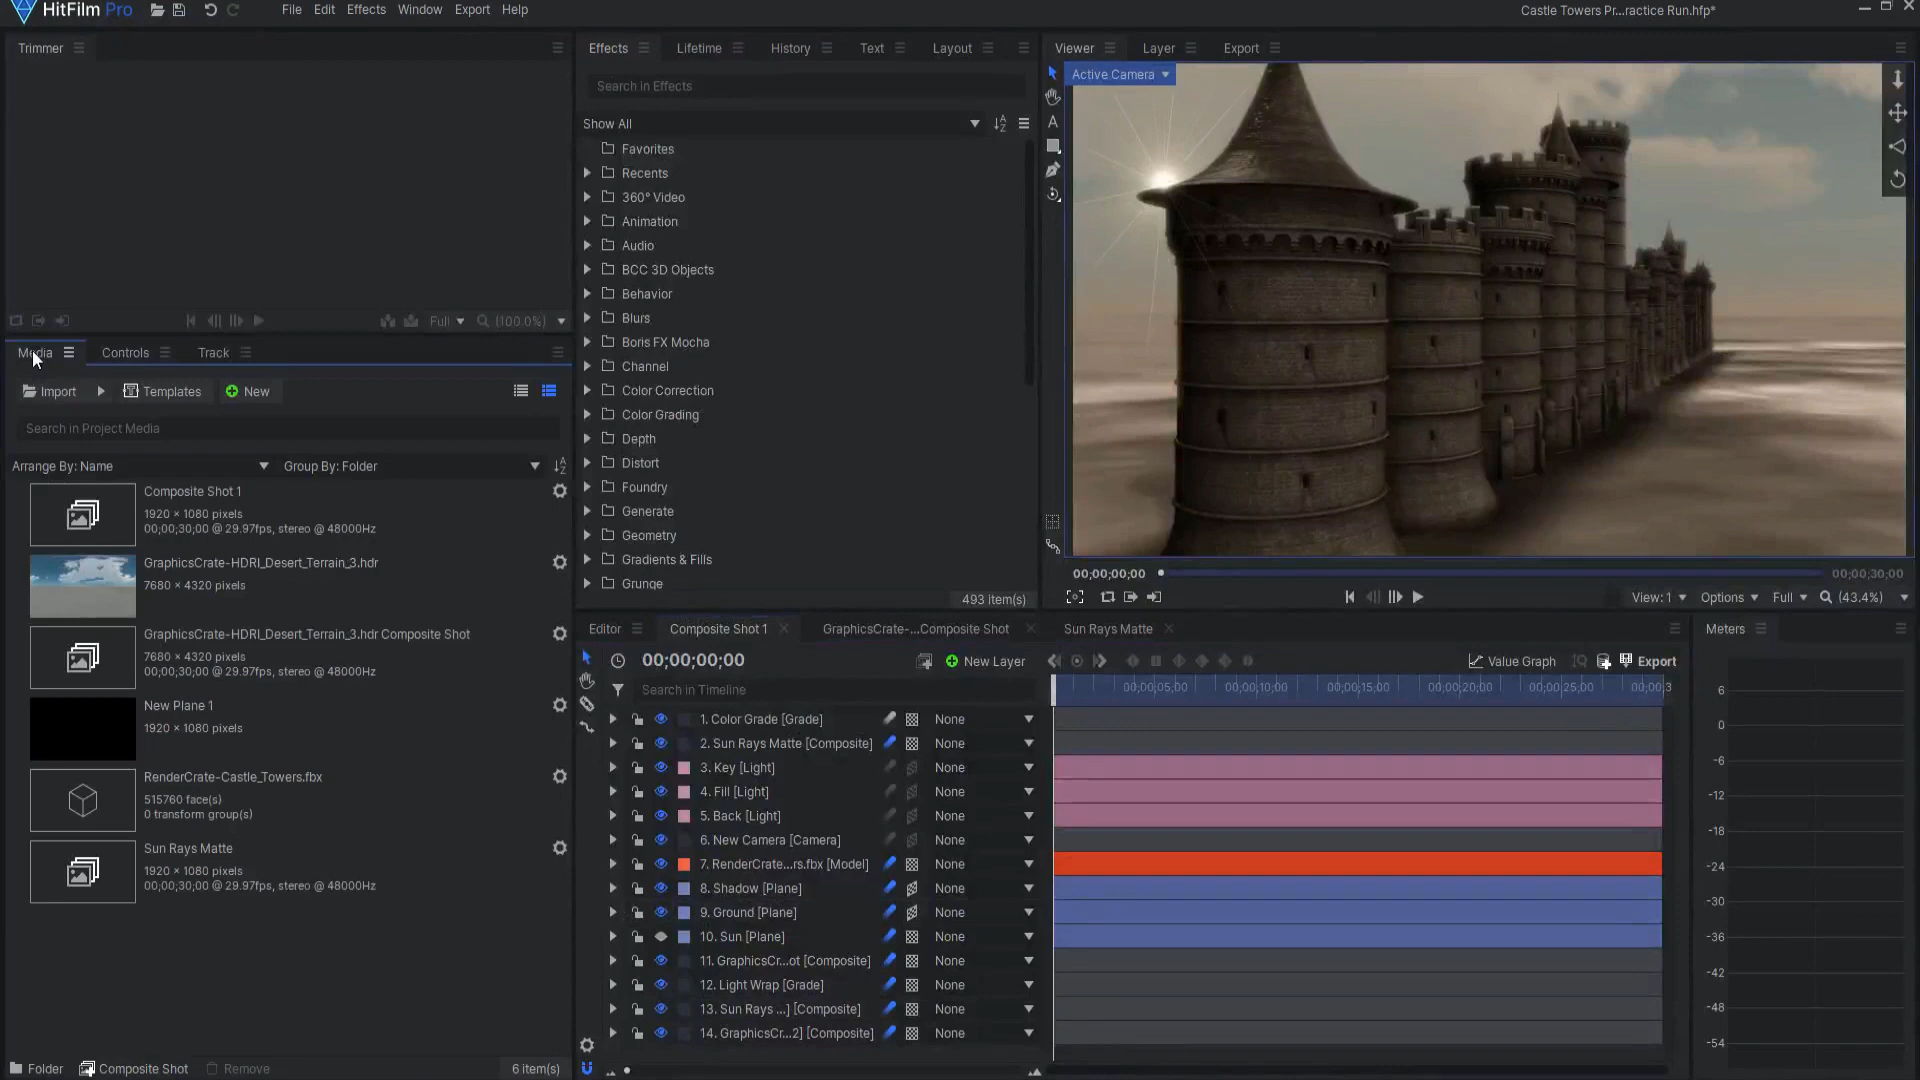 HitFilm Pro
File Edit Effects Window Export Help
Castle Towers Pr...ractice Run.hfp*
Trimmer
Full (100.0%)
Media Controls Track
Import Templates New
Search in Project Media
Arrange By: Name Group By: Folder
Composite Shot 1
1920 × 1080 pixels
00;00;30;00 @ 29.97fps, stereo @ 48000Hz
GraphicsCrate-HDRI_Desert_Terrain_3.hdr
7680 × 4320 pixels
GraphicsCrate-HDRI_Desert_Terrain_3.hdr Composite Shot
7680 × 4320 pixels
00;00;30;00 @ 29.97fps, stereo @ 48000Hz
New Plane 1
1920 × 1080 pixels
RenderCrate-Castle_Towers.fbx
515760 face(s)
0 transform group(s)
Sun Rays Matte
1920 × 1080 pixels
00;00;30;00 @ 29.97fps, stereo @ 48000Hz
Folder Composite Shot Remove 6 item(s)
Effects Lifetime History Text Layout
Search in Effects
Show All
Favorites
Recents
360° Video
Animation
Audio
BCC 3D Objects
Behavior
Blurs
Boris FX Mocha
Channel
Color Correction
Color Grading
Depth
Distort
Foundry
Generate
Geometry
Gradients & Fills
Grunge
493 item(s)
Viewer Layer Export
Active Camera
A
00;00;00;00 00;00;30;00
View: 1 Options Full (43.4%)
Editor Composite Shot 1 GraphicsCrate-...Composite Shot Sun Rays Matte
00;00;00;00 New Layer Value Graph Export
Search in Timeline
00;00;05;00 00;00;10;00 00;00;15;00 00;00;20;00 00;00;25;00 00;00;3
1. Color Grade [Grade] None
2. Sun Rays Matte [Composite] None
3. Key [Light] None
4. Fill [Light] None
5. Back [Light] None
6. New Camera [Camera] None
7. RenderCrate...rs.fbx [Model] None
8. Shadow [Plane] None
9. Ground [Plane] None
10. Sun [Plane] None
11. GraphicsCr...ot [Composite] None
12. Light Wrap [Grade] None
13. Sun Rays ...] [Composite] None
14. GraphicsCr...2] [Composite] None
Meters
6
0
-6
-12
-18
-24
-30
-36
-42
-48
-54